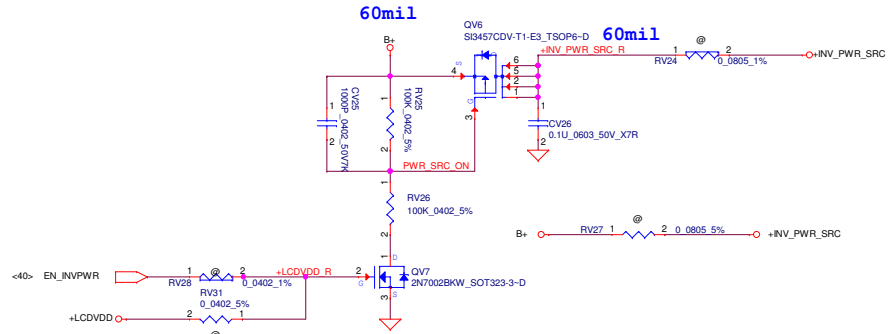 60mil
QV6
SI3457CDV-T1-E3_TSOP6~D
60mil
B+
+INV_PWR_SRC_R
@
1
2
+INV_PWR_SRC
RV24
0_0805_1%
S
4
6
5
2
1
G
3
1
CV25
1000P_0402_50V7K
2
1
RV25
100K_0402_5%
2
1
CV26
0.1U_0603_50V_X7R
2
PWR_SRC_ON
1
RV26
100K_0402_5%
2
@
B+
1
RV27
2
0_0805_5%
+INV_PWR_SRC
1
D
QV7
2N7002BKW_SOT323-3~D
2
G
3
S
<40>
EN_INVPWR
1
@
2
+LCDVDD_R
RV28
0_0402_1%
RV31
0_0402_5%
+LCDVDD
2
1
@